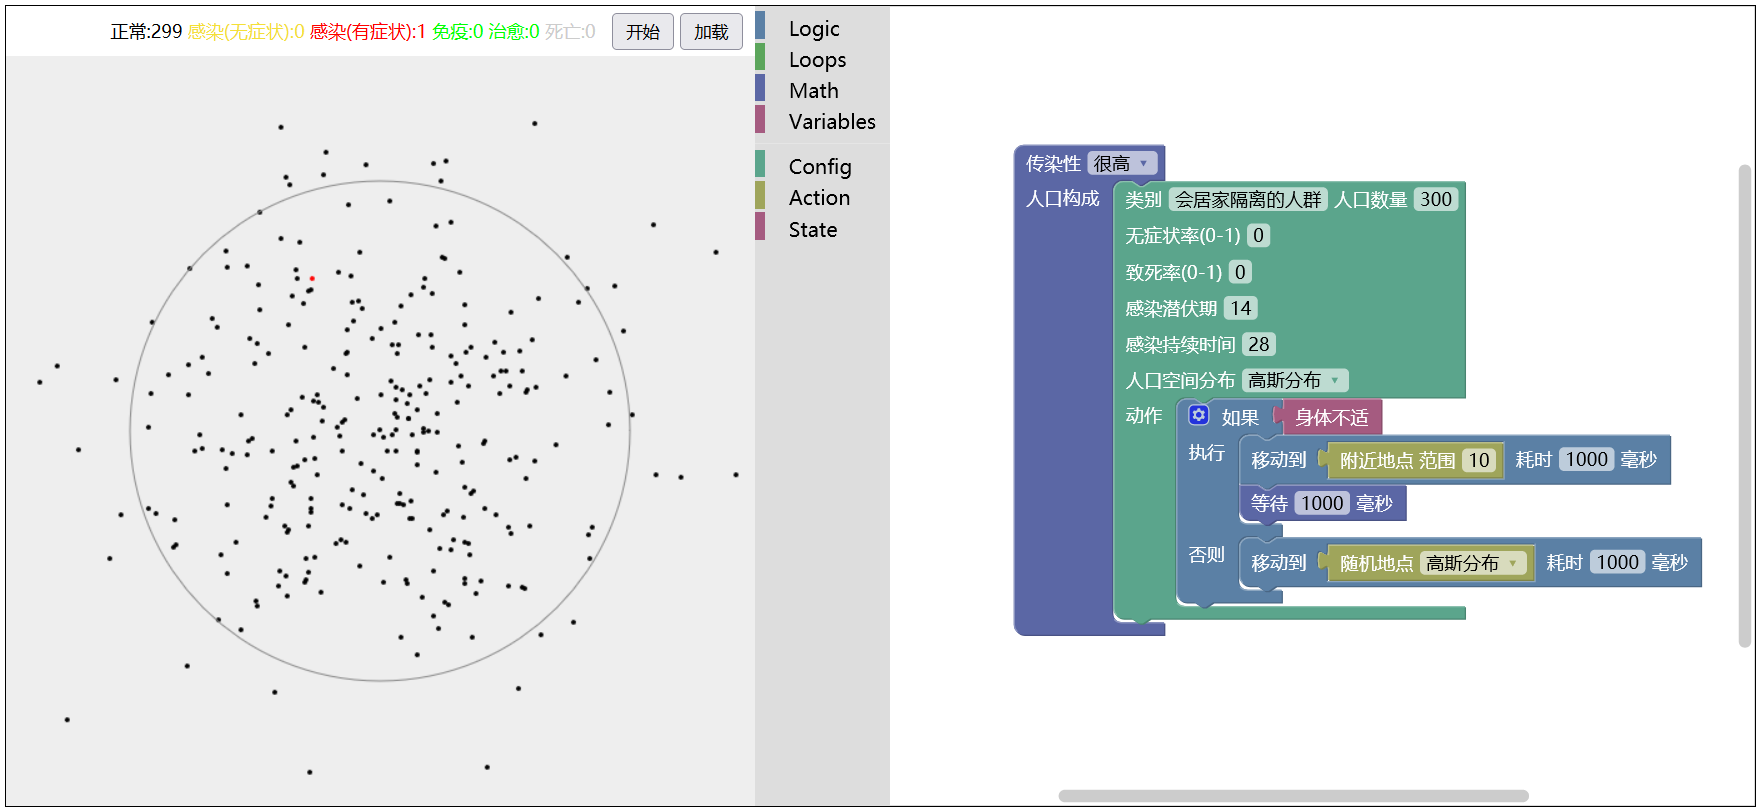 正常:299 感染(无症状):0 感染(有症状):1 免疫:0 治愈:0 死亡:0 开始 加载
Logic
Loops
Math
Variables
Config
Action
State
传染性 很高
人口构成 类别 会居家隔离的人群 人口数量 300
无症状率(0-1) 0
致死率(0-1) 0
感染潜伏期 14
感染持续时间 28
人口空间分布 高斯分布
动作 如果 身体不适
执行 移动到 附近地点 范围 10 耗时 1000 毫秒
等待 1000 毫秒
否则 移动到 随机地点 高斯分布 耗时 1000 毫秒